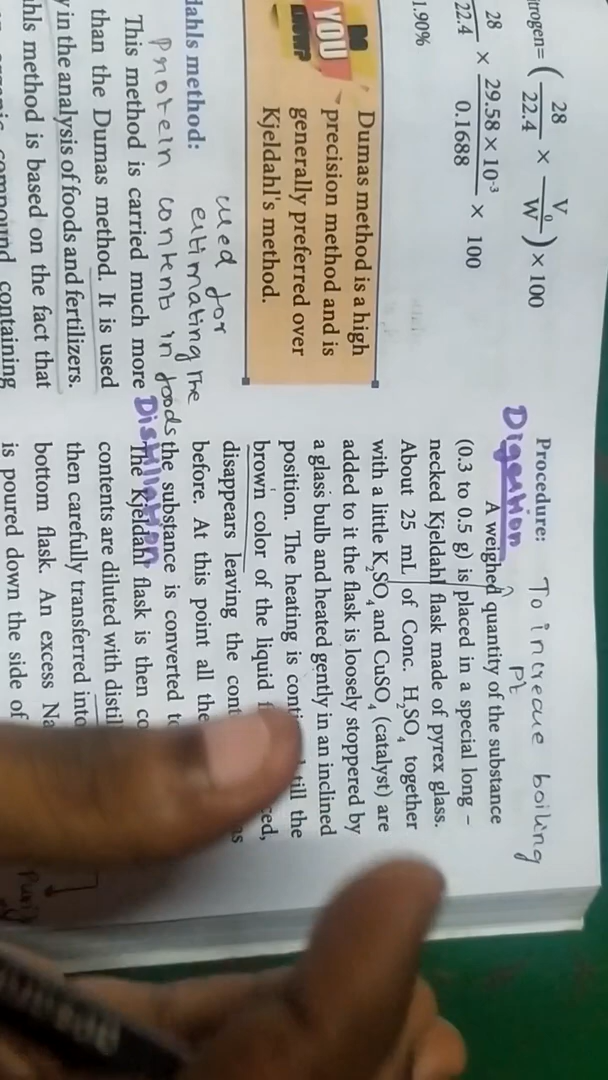 trogen= ( 28/22.4 × V₀/W ) × 100
28/22.4 × 29.58 × 10⁻³/0.1688 × 100
1.90%
DO
YOU
KNOW?
Dumas method is a high
precision method and is
generally preferred over
Kjeldahl's method.
dahls method:
used for
estimating the
protein contents in foods
This method is carried much more
than the Dumas method. It is used
y in the analysis of foods and fertilizers.
hls method is based on the fact that
compound containing
Procedure:
To increase boiling
pt
Digestion
A weighed quantity of the substance
(0.3 to 0.5 g) is placed in a special long –
necked Kjeldahl flask made of pyrex glass.
About 25 mL of Conc. H₂SO₄ together
with a little K₂SO₄ and CuSO₄ (catalyst) are
added to it the flask is loosely stoppered by
a glass bulb and heated gently in an inclined
position. The heating is conti till the
brown color of the liquid f ced,
disappears leaving the cont as
before. At this point all the
the substance is converted to
Distillation
The Kjeldahl flask is then co
contents are diluted with distil
then carefully transferred into
bottom flask. An excess Na
is poured down the side of